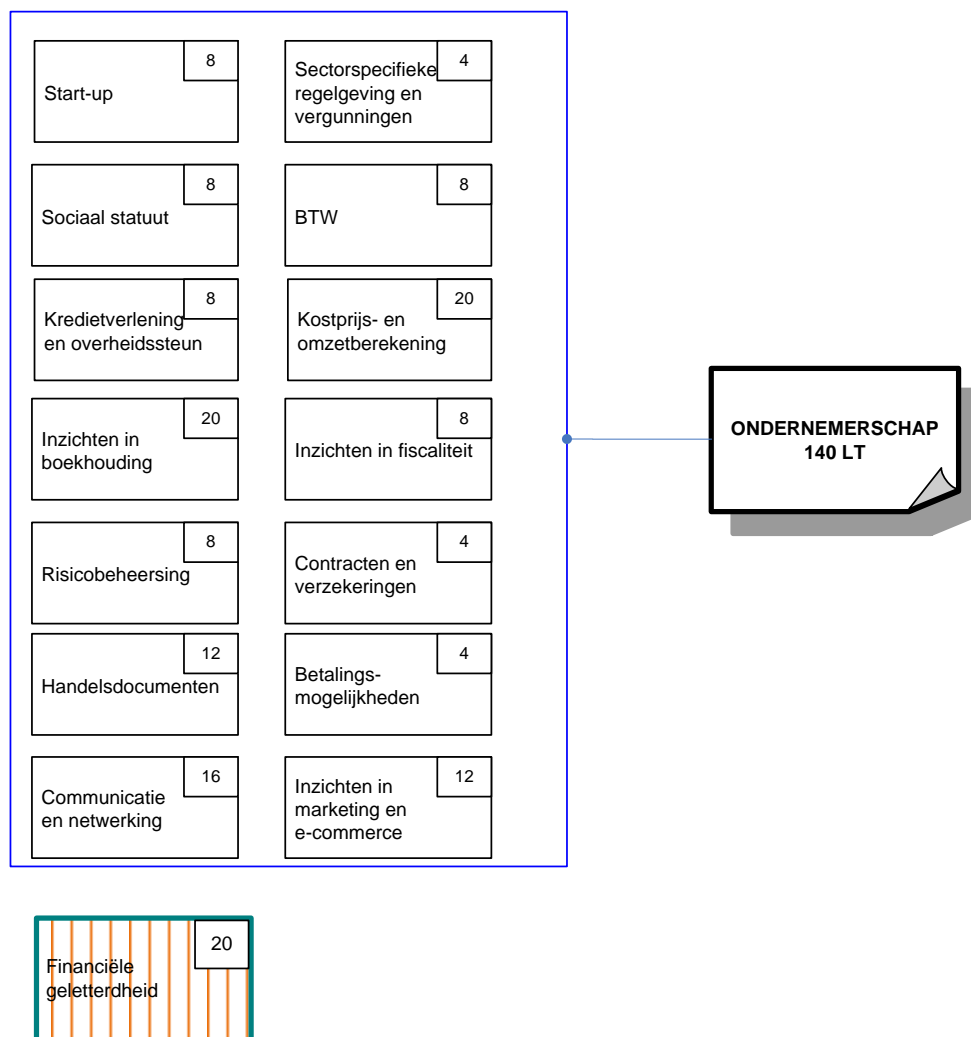 8
Start-up
4
Sectorspecifieke
regelgeving en
vergunningen
8
Sociaal statuut
8
BTW
8
Kredietverlening
en overheidssteun
20
Kostprijs- en
omzetberekening
20
Inzichten in
boekhouding
8
Inzichten in fiscaliteit
ONDERNEMERSCHAP
140 LT
8
Risicobeheersing
4
Contracten en
verzekeringen
12
Handelsdocumenten
4
Betalings-
mogelijkheden
16
Communicatie
en netwerking
12
Inzichten in
marketing en
e-commerce
20
Financiële
geletterdheid